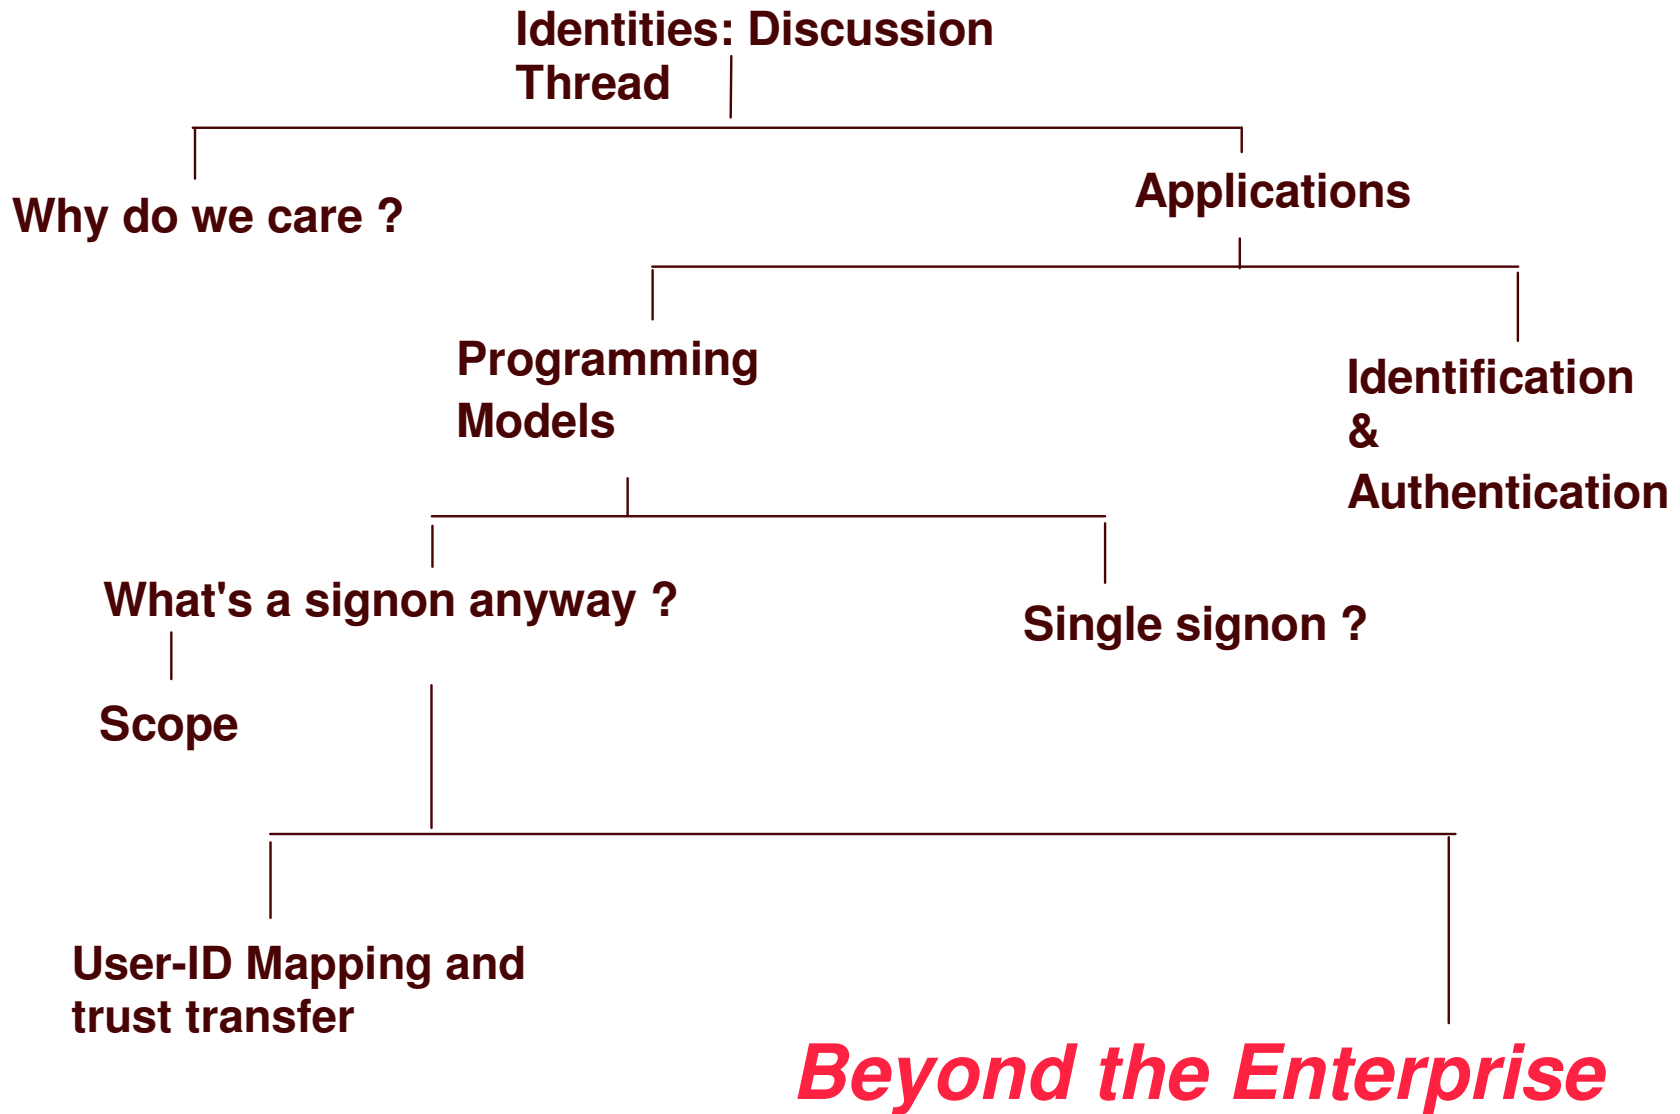 Identities: Discussion
Thread
Why do we care ?
Applications
Programming
Models
Identification
&
Authentication
What's a signon anyway ?
Single signon ?
Scope
User-ID Mapping and
trust transfer
Beyond the Enterprise